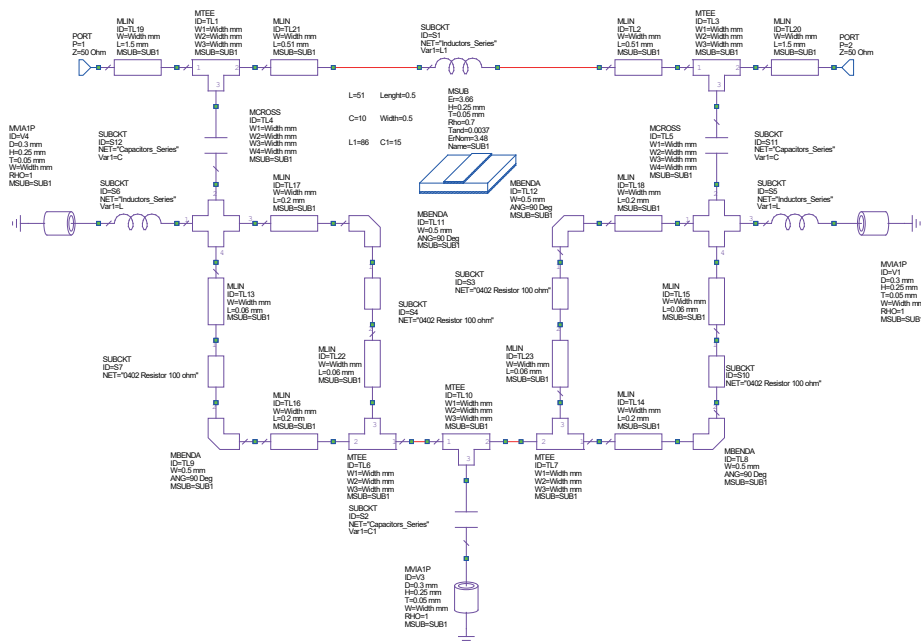 PORT
P=1
Z=50 Ohm
MLIN
ID=TL19
W=Width mm
L=1.5 mm
MSUB=SUB1
MTEE
ID=TL1
W1=Width mm
W2=Width mm
W3=Width mm
MSUB=SUB1
MLIN
ID=TL21
W=Width mm
L=0.51 mm
MSUB=SUB1
SUBCKT
ID=S1
NET="Inductors_Series"
Var1=L1
MLIN
ID=TL2
W=Width mm
L=0.51 mm
MSUB=SUB1
MTEE
ID=TL3
W1=Width mm
W2=Width mm
W3=Width mm
MSUB=SUB1
MLIN
ID=TL20
W=Width mm
L=1.5 mm
MSUB=SUB1
PORT
P=2
Z=50 Ohm
1 2
3
1 2
3
L=51 Lenght=0.5
C=10 Width=0.5
L1=86 C1=15
MSUB
Er=3.66
H=0.25 mm
T=0.05 mm
Rho=0.7
Tand=0.0037
ErNom=3.48
Name=SUB1
MVIA1P
ID=V4
D=0.3 mm
H=0.25 mm
T=0.05 mm
W=Width mm
RHO=1
MSUB=SUB1
SUBCKT
ID=S12
NET="Capacitors_Series"
Var1=C
MCROSS
ID=TL4
W1=Width mm
W2=Width mm
W3=Width mm
W4=Width mm
MSUB=SUB1
MCROSS
ID=TL5
W1=Width mm
W2=Width mm
W3=Width mm
W4=Width mm
MSUB=SUB1
SUBCKT
ID=S11
NET="Capacitors_Series"
Var1=C
SUBCKT
ID=S6
NET="Inductors_Series"
Var1=L
MLIN
ID=TL17
W=Width mm
L=0.2 mm
MSUB=SUB1
MBENDA
ID=TL11
W=0.5 mm
ANG=90 Deg
MSUB=SUB1
MBENDA
ID=TL12
W=0.5 mm
ANG=90 Deg
MSUB=SUB1
MLIN
ID=TL18
W=Width mm
L=0.2 mm
MSUB=SUB1
SUBCKT
ID=S5
NET="Inductors_Series"
Var1=L
MVIA1P
ID=V1
D=0.3 mm
H=0.25 mm
T=0.05 mm
W=Width mm
RHO=1
MSUB=SUB1
MLIN
ID=TL13
W=Width mm
L=0.06 mm
MSUB=SUB1
SUBCKT
ID=S4
NET="0402 Resistor 100 ohm"
SUBCKT
ID=S3
NET="0402 Resistor 100 ohm"
MLIN
ID=TL15
W=Width mm
L=0.06 mm
MSUB=SUB1
SUBCKT
ID=S7
NET="0402 Resistor 100 ohm"
MLIN
ID=TL22
W=Width mm
L=0.06 mm
MSUB=SUB1
MLIN
ID=TL23
W=Width mm
L=0.06 mm
MSUB=SUB1
SUBCKT
ID=S10
NET="0402 Resistor 100 ohm"
MLIN
ID=TL16
W=Width mm
L=0.2 mm
MSUB=SUB1
MTEE
ID=TL10
W1=Width mm
W2=Width mm
W3=Width mm
MSUB=SUB1
MLIN
ID=TL14
W=Width mm
L=0.2 mm
MSUB=SUB1
3
2 1
1 2
3
3
2 1
MBENDA
ID=TL9
W=0.5 mm
ANG=90 Deg
MSUB=SUB1
MTEE
ID=TL6
W1=Width mm
W2=Width mm
W3=Width mm
MSUB=SUB1
MTEE
ID=TL7
W1=Width mm
W2=Width mm
W3=Width mm
MSUB=SUB1
MBENDA
ID=TL8
W=0.5 mm
ANG=90 Deg
MSUB=SUB1
SUBCKT
ID=S2
NET="Capacitors_Series"
Var1=C1
MVIA1P
ID=V3
D=0.3 mm
H=0.25 mm
T=0.05 mm
W=Width mm
RHO=1
MSUB=SUB1